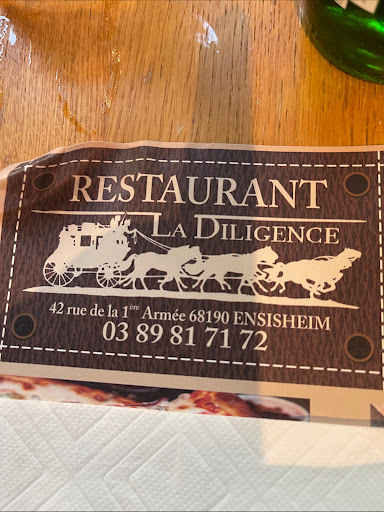 RESTAURANT
LA DILIGENCE
42 rue de la 1ère Armée 68190 ENSISHEIM
03 89 81 71 72